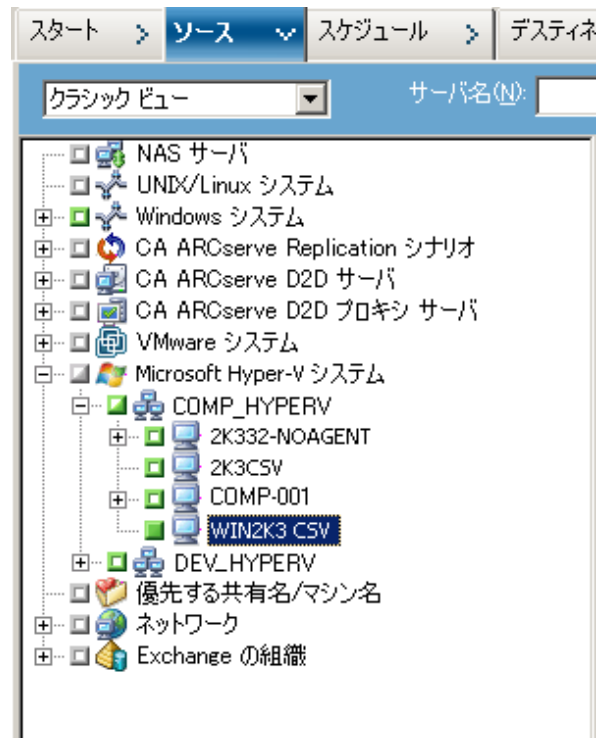 スタート ソース スケジュール デスティネ
クラシック ビュー サーバ名(N):
NAS サーバ
UNIX/Linux システム
Windows システム
CA ARCserve Replication シナリオ
CA ARCserve D2D サーバ
CA ARCserve D2D プロキシ サーバ
VMware システム
Microsoft Hyper-V システム
COMP_HYPERV
2K332-NOAGENT
2K3CSV
COMP-001
WIN2K3 CSV
DEV_HYPERV
優先する共有名/マシン名
ネットワーク
Exchange の組織